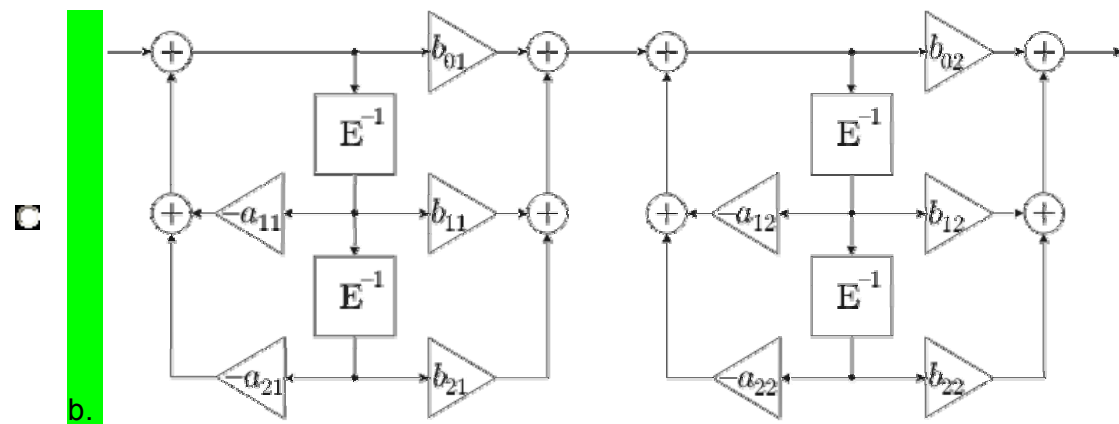 + b₀₁ + + b₀₂ +
E⁻¹ E⁻¹
+ −a₁₁ b₁₁ + + −a₁₂ b₁₂ +
E⁻¹ E⁻¹
−a₂₁ b₂₁ −a₂₂ b₂₂
b.